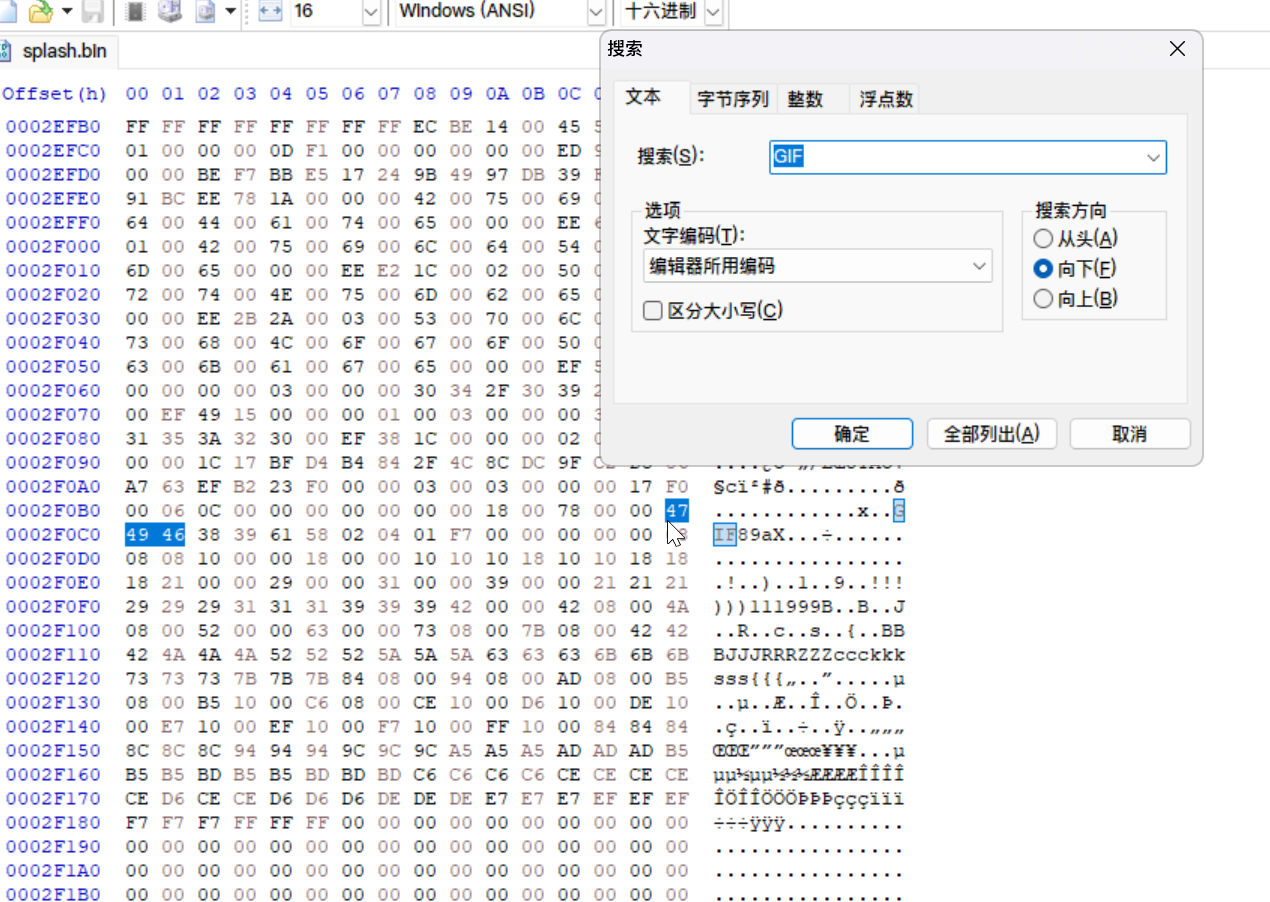 16 Windows (ANSI) 十六进制
splash.bin
搜索
文本 字节序列 整数 浮点数
搜索(S):
GIF
选项
文字编码(T):
编辑器所用编码
区分大小写(C)
搜索方向
从头(A)
向下(F)
向上(B)
确定 全部列出(A) 取消
Offset(h) 00 01 02 03 04 05 06 07 08 09 0A 0B 0C
0002EFB0 FF FF FF FF FF FF FF FF EC BE 14 00 45
0002EFC0 01 00 00 00 0D F1 00 00 00 00 00 00 ED
0002EFD0 00 00 BE F7 BB E5 17 24 9B 49 97 DB 39
0002EFE0 91 BC EE 78 1A 00 00 00 42 00 75 00 69
0002EFF0 64 00 44 00 61 00 74 00 65 00 00 00 EE
0002F000 01 00 42 00 75 00 69 00 6C 00 64 00 54
0002F010 6D 00 65 00 00 00 EE E2 1C 00 02 00 50
0002F020 72 00 74 00 4E 00 75 00 6D 00 62 00 65
0002F030 00 00 EE 2B 2A 00 03 00 53 00 70 00 6C
0002F040 73 00 68 00 4C 00 6F 00 67 00 6F 00 50
0002F050 63 00 6B 00 61 00 67 00 65 00 00 00 EF
0002F060 00 00 00 00 03 00 00 00 30 34 2F 30 39
0002F070 00 EF 49 15 00 00 00 01 00 03 00 00 00
0002F080 31 35 3A 32 30 00 EF 38 1C 00 00 00 02
0002F090 00 00 1C 17 BF D4 B4 84 2F 4C 8C DC 9F
0002F0A0 A7 63 EF B2 23 F0 00 00 03 00 03 00 00 00 17 F0 §cï²#ð.........ð
0002F0B0 00 06 0C 00 00 00 00 00 00 00 18 00 78 00 00 47 ............x..G
0002F0C0 49 46 38 39 61 58 02 04 01 F7 00 00 00 00 00 IF89aX...÷......
0002F0D0 08 08 10 00 00 18 00 00 10 10 10 18 10 10 18 18 ................
0002F0E0 18 21 00 00 29 00 00 31 00 00 39 00 00 21 21 21 .!..)..1..9..!!!
0002F0F0 29 29 29 31 31 31 39 39 39 42 00 00 42 08 00 4A )))111999B..B..J
0002F100 08 00 52 00 00 63 00 00 73 08 00 7B 08 00 42 42 ..R..c..s..{..BB
0002F110 42 4A 4A 4A 52 52 52 5A 5A 5A 63 63 63 6B 6B 6B BJJJRRRZZZccckkk
0002F120 73 73 73 7B 7B 7B 84 08 00 94 08 00 AD 08 00 B5 sss{{{„..”.....µ
0002F130 08 00 B5 10 00 C6 08 00 CE 10 00 D6 10 00 DE 10 ..µ..Æ..Î..Ö..Þ.
0002F140 00 E7 10 00 EF 10 00 F7 10 00 FF 10 00 84 84 84 .ç..ï..÷..ÿ..„„„
0002F150 8C 8C 8C 94 94 94 9C 9C 9C A5 A5 A5 AD AD AD B5 ŒŒŒ”””œœœ¥¥¥...µ
0002F160 B5 B5 BD B5 B5 BD BD BD C6 C6 C6 C6 CE CE CE CE µµ½µµ½½½ÆÆÆÆÎÎÎÎ
0002F170 CE D6 CE CE D6 D6 D6 DE DE DE E7 E7 E7 EF EF EF ÎÖÎÎÖÖÖÞÞÞçççïïï
0002F180 F7 F7 F7 FF FF FF 00 00 00 00 00 00 00 00 00 00 ÷÷÷ÿÿÿ..........
0002F190 00 00 00 00 00 00 00 00 00 00 00 00 00 00 00 00 ................
0002F1A0 00 00 00 00 00 00 00 00 00 00 00 00 00 00 00 00 ................
0002F1B0 00 00 00 00 00 00 00 00 00 00 00 00 00 00 00 00 ................